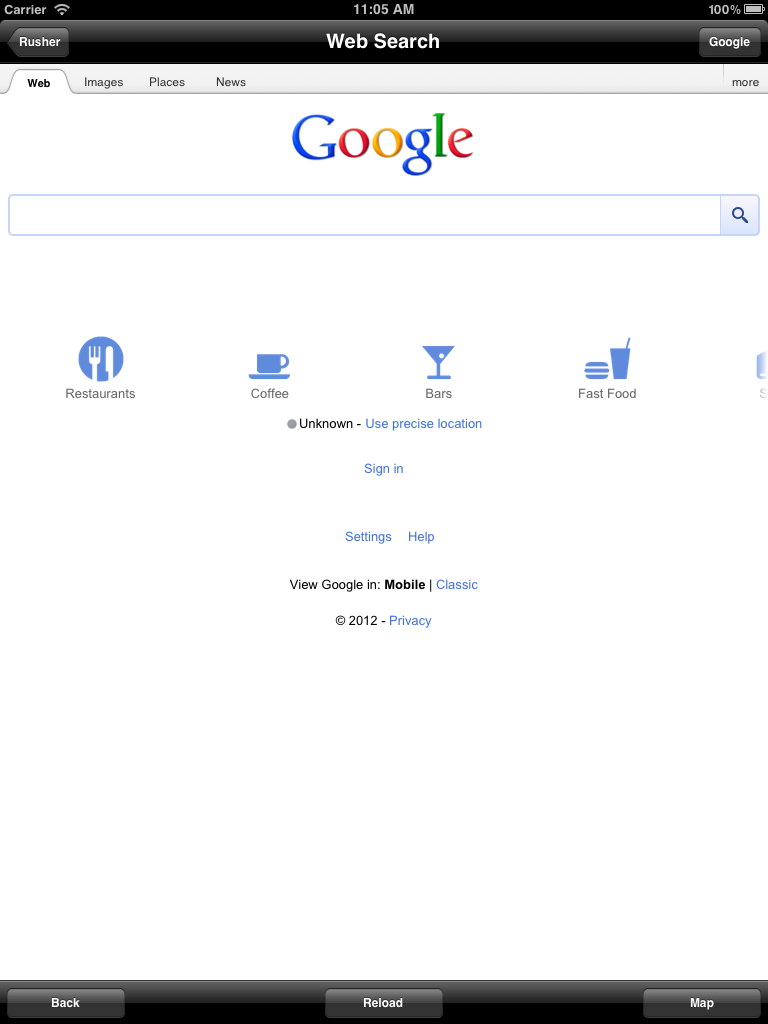 Carrier 11:05 AM 100%
Rusher Web Search Google
Web Images Places News more
Google
Restaurants Coffee Bars Fast Food
Unknown - Use precise location
Sign in
Settings Help
View Google in: Mobile | Classic
© 2012 - Privacy
Back Reload Map